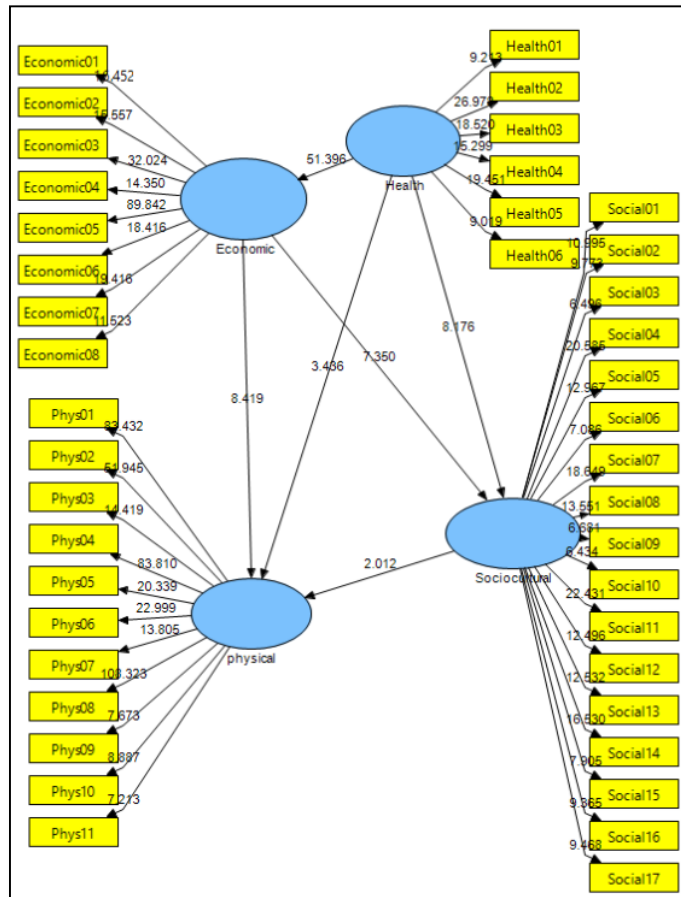 Economic01
Economic02
Economic03
Economic04
Economic05
Economic06
Economic07
Economic08
15.557
32.024
14.350
89.842
18.416
19.416
11.523
Economic
51.396
Health
Health01
Health02
Health03
Health04
Health05
Health06
9.213
26.973
18.520
15.299
19.451
9.019
8.419
3.436
7.350
8.176
2.012
Phys01
Phys02
Phys03
Phys04
Phys05
Phys06
Phys07
Phys08
Phys09
Phys10
Phys11
83.432
51.945
14.419
83.810
20.339
22.999
13.805
108.323
7.673
8.887
7.213
physical
Sociocultural
Social01
Social02
Social03
Social04
Social05
Social06
Social07
Social08
Social09
Social10
Social11
Social12
Social13
Social14
Social15
Social16
Social17
10.995
9.773
6.496
20.585
12.967
7.086
18.649
13.551
6.681
6.434
22.431
12.496
12.532
16.530
7.905
9.365
9.468